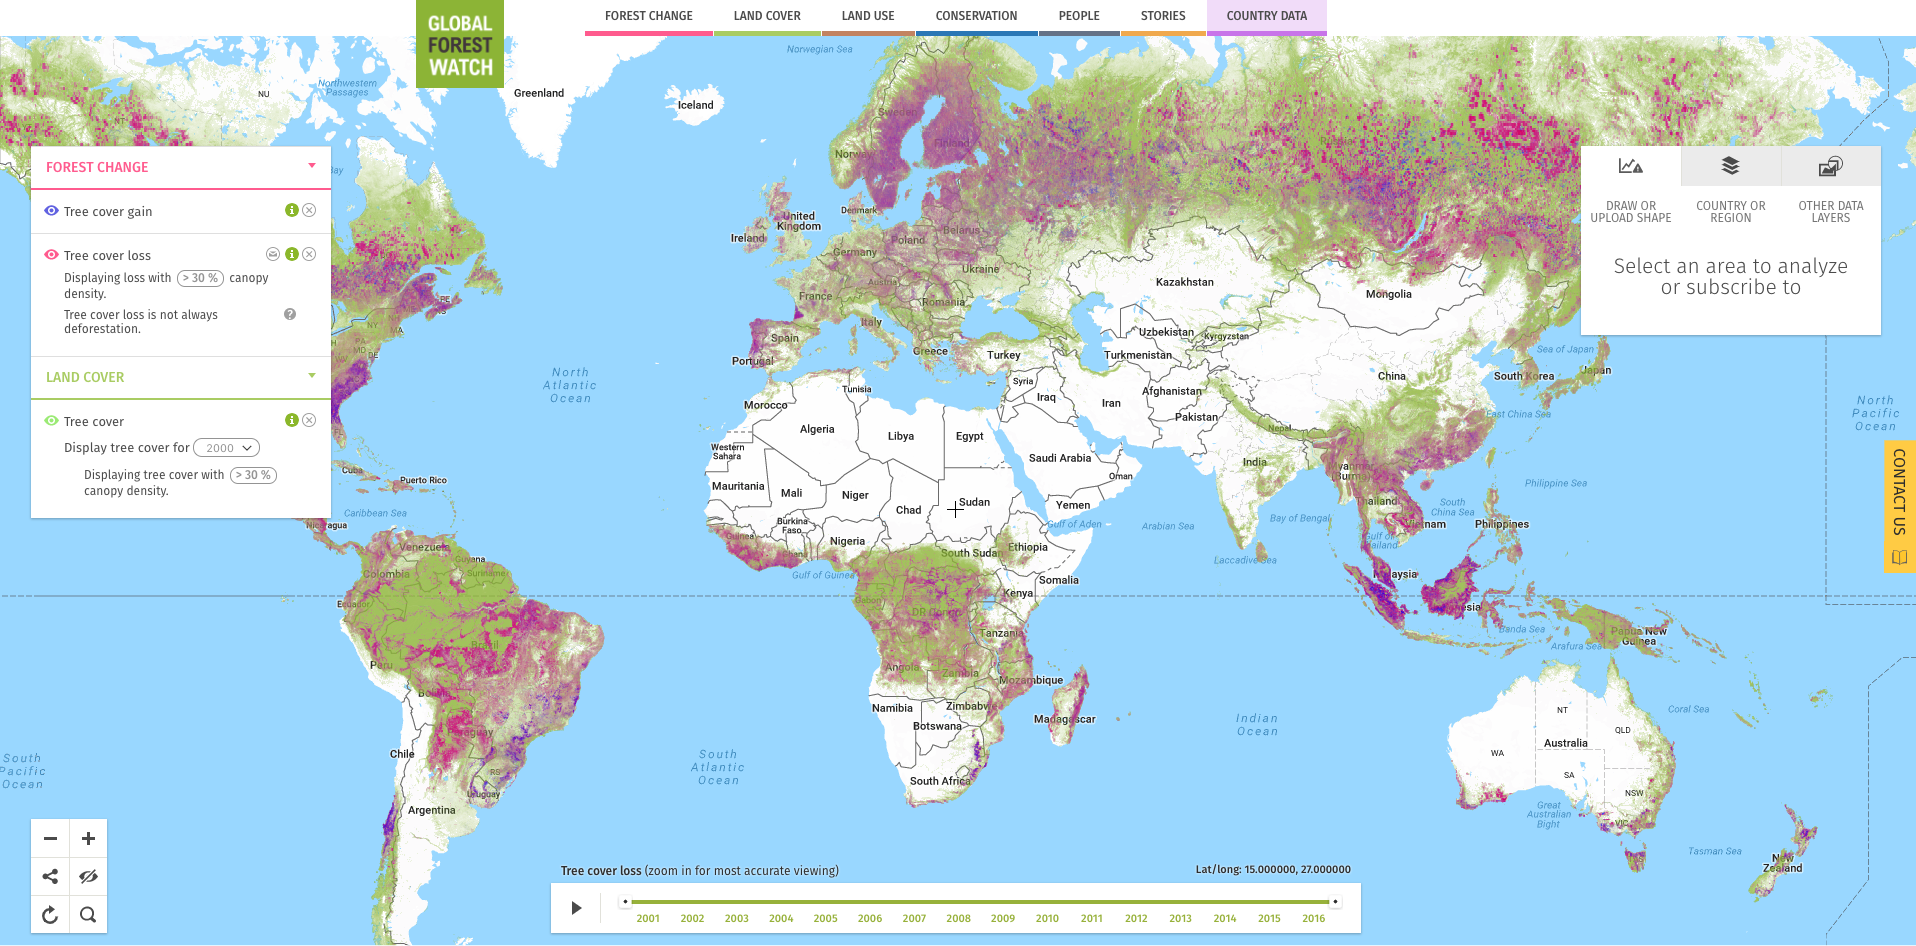 GLOBAL
FOREST
WATCH
FOREST CHANGE
LAND COVER
LAND USE
CONSERVATION
PEOPLE
STORIES
COUNTRY DATA
Norwegian Sea
Northwestern
Passages
NU
Greenland
Iceland
Sweden
Finland
Norway
FOREST CHANGE
Tree cover gain
Tree cover loss
Displaying loss with > 30 % canopy
density.
Tree cover loss is not always
deforestation.
?
LAND COVER
Tree cover
Display tree cover for 2000
Displaying tree cover with > 30 %
canopy density.
DRAW OR
UPLOAD SHAPE
COUNTRY OR
REGION
OTHER DATA
LAYERS
Select an area to analyze
or subscribe to
Bay
PE
NS
NY
MA
PA
MD
DE
United
Kingdom
Ireland
Denmark
Belarus
Poland
Germany
Ukraine
Austria
France
Romania
Italy
Spain
Portugal
Greece
Turkey
Kazakhstan
Mongolia
Uzbekistan
Kyrgyzstan
Turkmenistan
China
South Korea
Sea of Japan
Japan
North
Atlantic
Ocean
Tunisia
Syria
Iraq
Iran
Afghanistan
Pakistan
Morocco
Algeria
Libya
Egypt
Western
Sahara
Saudi Arabia
Oman
Nepal
India
East China Sea
North
Pacific
Ocean
CONTACT US
Cuba
Puerto Rico
Caribbean Sea
Nicaragua
Mauritania
Mali
Niger
Chad
Sudan
Yemen
Gulf of Aden
Arabian Sea
Bay of Bengal
Myanmar
Burma
Thailand
Vietnam
South
China Sea
Philippine Sea
Philippines
Gulf of
Thailand
Laccadive Sea
Burkina
Faso
Guinea
Ghana
Nigeria
South Sudan
Ethiopia
Somalia
Kenya
Gulf of Guinea
Gabon
DR Congo
Tanzania
Venezuela
Guyana
Suriname
Colombia
Ecuador
Brazil
Peru
Bolivia
Paraguay
Chile
RS
Uruguay
Argentina
Malaysia
Indonesia
Banda Sea
Arafura Sea
Papua New
Guinea
Angola
Zambia
Mozambique
Zimbabwe
Namibia
Botswana
Madagascar
South Africa
South
Pacific
Ocean
South
Atlantic
Ocean
Indian
Ocean
Coral Sea
NT
QLD
WA
Australia
SA
NSW
VIC
Great
Australian
Bight
Tasman Sea
New
Zealand
Tree cover loss (zoom in for most accurate viewing)
Lat/long: 15.000000, 27.000000
2001 2002 2003 2004 2005 2006 2007 2008 2009 2010 2011 2012 2013 2014 2015 2016